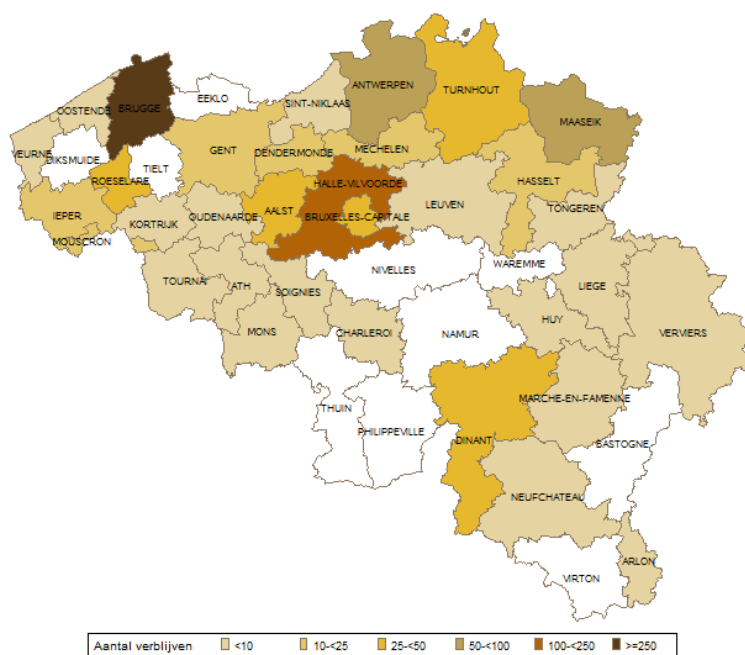 ANTWERPEN
TURNHOUT
OOSTENDE
BRUGGE
EEKLO
SINT-NIKLAAS
MAASEIK
VEURNE
DIKSMUIDE
TIELT
GENT
DENDERMONDE
MECHELEN
ROESELARE
HALLE-VILVOORDE
HASSELT
IEPER
KORTRIJK
OUDENAARDE
AALST
BRUXELLES-CAPITALE
LEUVEN
TONGEREN
MOUSCRON
NIVELLES
WAREMME
TOURNAI
ATH
SOIGNIES
LIEGE
MONS
CHARLEROI
NAMUR
HUY
VERVIERS
THUIN
PHILIPPEVILLE
MARCHE-EN-FAMENNE
DINANT
BASTOGNE
NEUFCHATEAU
ARLON
VIRTON
Aantal verblijven <10 10-<25 25-<50 50-<100 100-<250 >=250